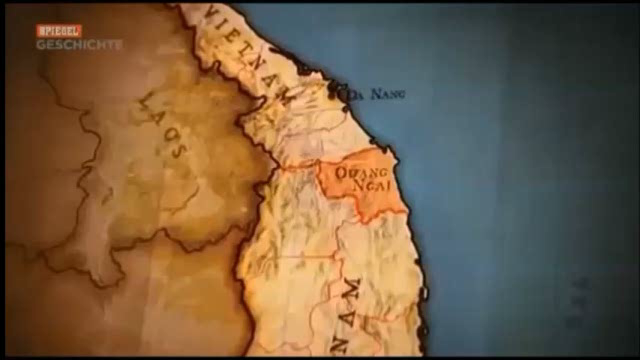 SPIEGEL
GESCHICHTE
VIETNAM
DA NANG
LAOS
QUANG
NGAI
NAM